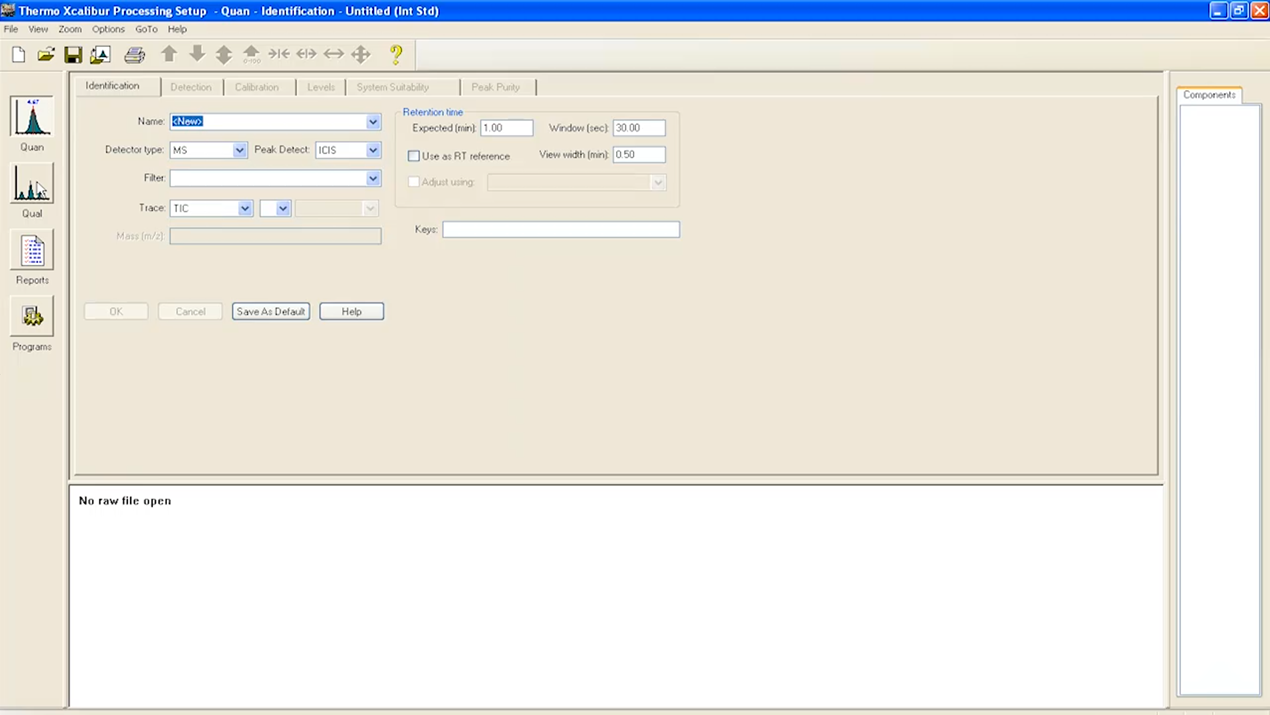 Thermo Xcalibur Processing Setup - Quan - Identification - Untitled (Int Std)
File View Zoom Options GoTo Help
Identification Detection Calibration Levels System Suitability Peak Purity
Components
Name: <New>
Detector type: MS Peak Detect: ICIS
Filter:
Trace: TIC
Mass (m/z):
Retention time
Expected (min): 1.00 Window (sec): 30.00
Use as RT reference View width (min): 0.50
Adjust using:
Keys:
OK Cancel Save As Default Help
Quan
Qual
Reports
Programs
No raw file open